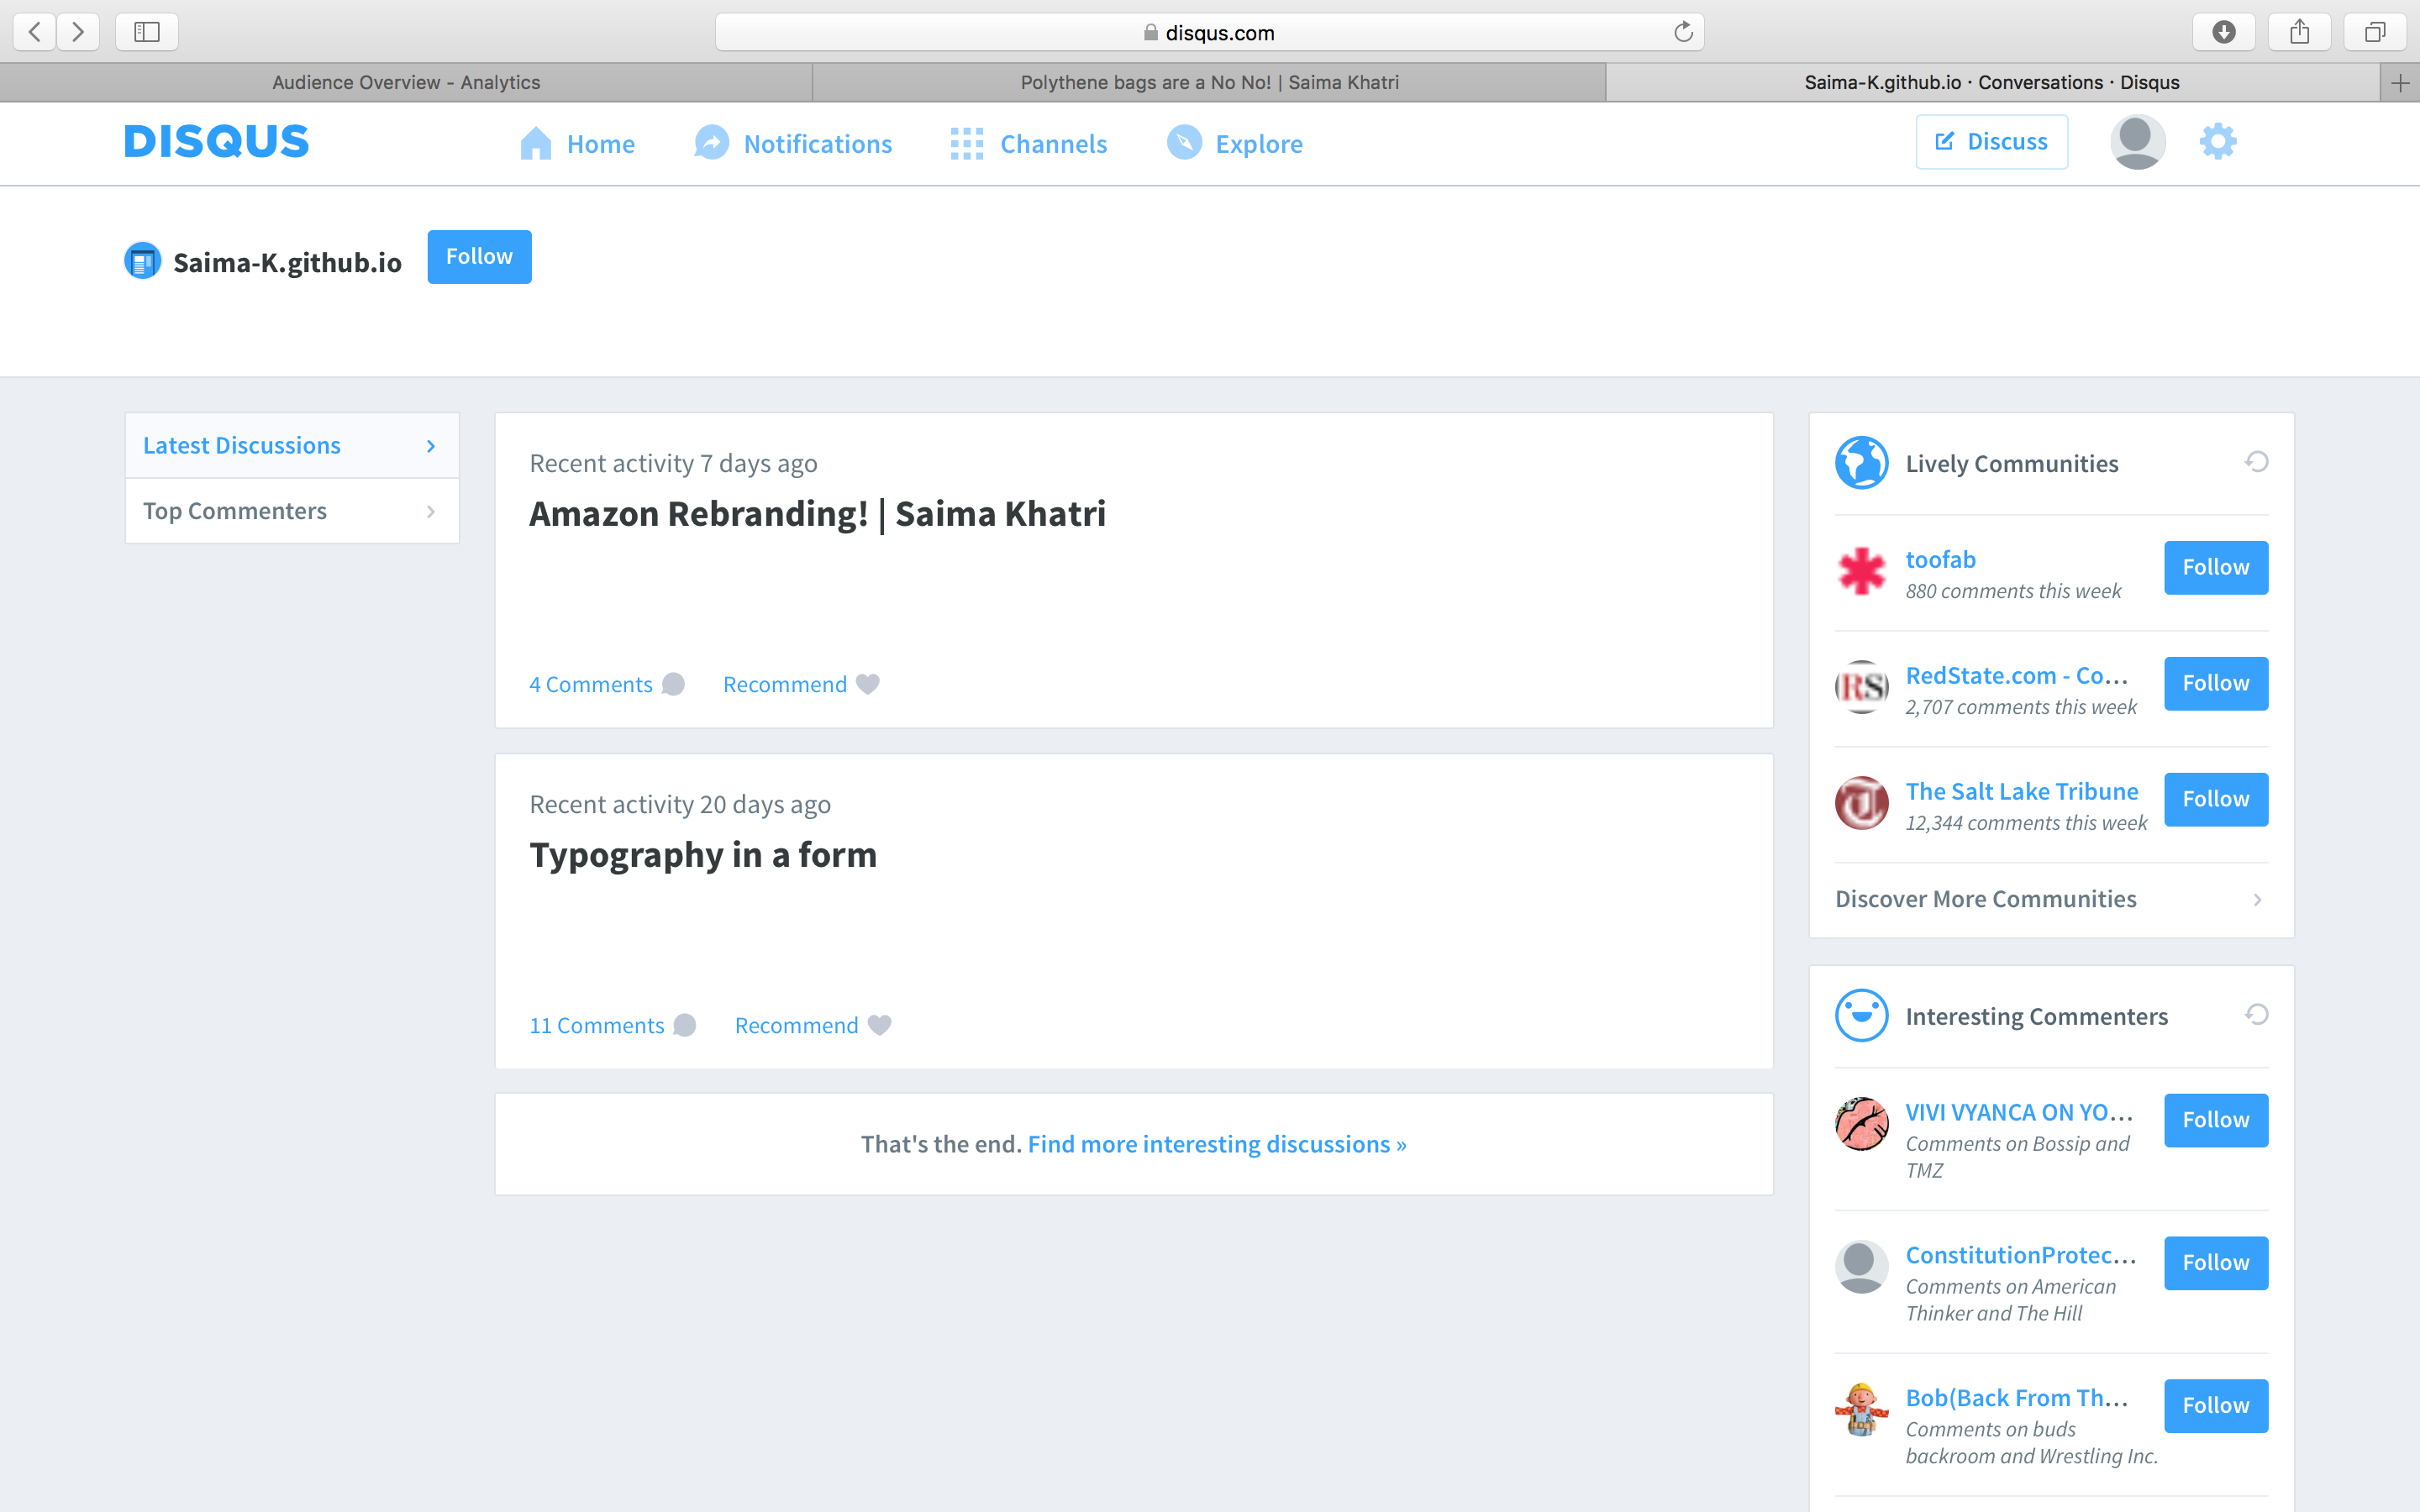 disqus.com
Audience Overview - Analytics
Polythene bags are a No No! | Saima Khatri
Saima-K.github.io · Conversations · Disqus
DISQUS
Home
Notifications
Channels
Explore
Discuss
Saima-K.github.io
Follow
Latest Discussions
Top Commenters
Recent activity 7 days ago
Amazon Rebranding! | Saima Khatri
4 Comments
Recommend
Recent activity 20 days ago
Typography in a form
11 Comments
Recommend
That's the end. Find more interesting discussions »
Lively Communities
toofab
880 comments this week
Follow
RS
RedState.com - Co...
2,707 comments this week
Follow
T
The Salt Lake Tribune
12,344 comments this week
Follow
Discover More Communities
Interesting Commenters
VIVI VYANCA ON YO...
Comments on Bossip and
TMZ
Follow
ConstitutionProtec...
Comments on American
Thinker and The Hill
Follow
Bob(Back From Th...
Comments on buds
backroom and Wrestling Inc.
Follow